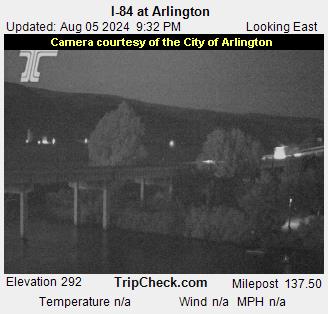 I-84 at Arlington
Updated: Aug 05 2024 9:32 PM Looking East
Camera courtesy of the City of Arlington
Elevation 292 TripCheck.com Milepost 137.50
Temperature n/a Wind n/a MPH n/a